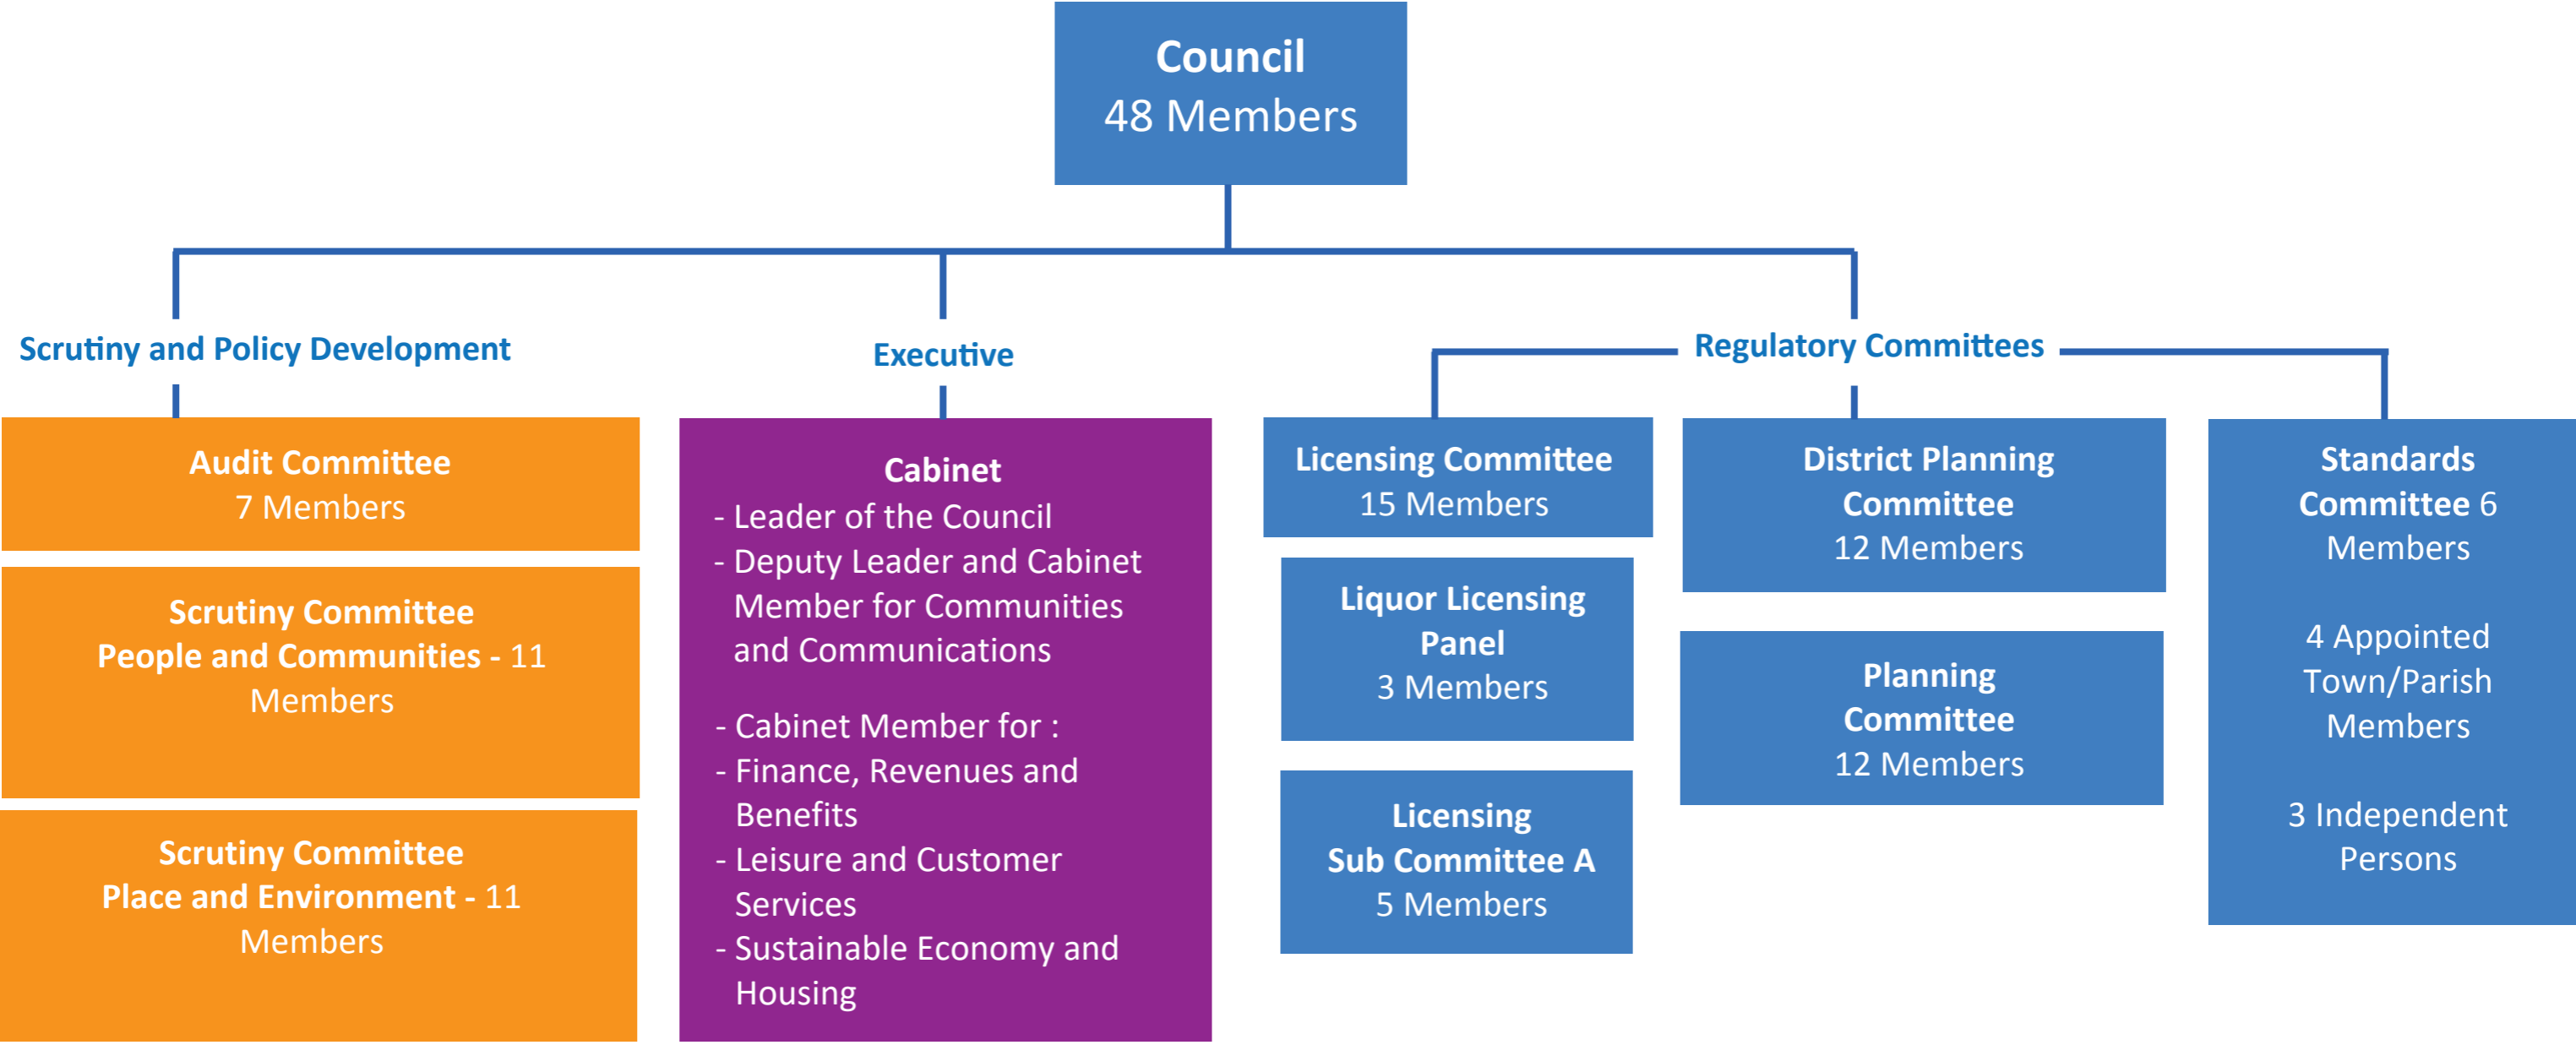 Council
48 Members
Scrutiny and Policy Development
Executive
Regulatory Committees
Audit Committee
7 Members
Scrutiny Committee
People and Communities - 11
Members
Scrutiny Committee
Place and Environment - 11
Members
Cabinet
- Leader of the Council
- Deputy Leader and Cabinet
Member for Communities
and Communications
- Cabinet Member for :
- Finance, Revenues and
Benefits
- Leisure and Customer
Services
- Sustainable Economy and
Housing
Licensing Committee
15 Members
Liquor Licensing
Panel
3 Members
Licensing
Sub Committee A
5 Members
District Planning
Committee
12 Members
Planning
Committee
12 Members
Standards
Committee 6
Members
4 Appointed
Town/Parish
Members
3 Independent
Persons